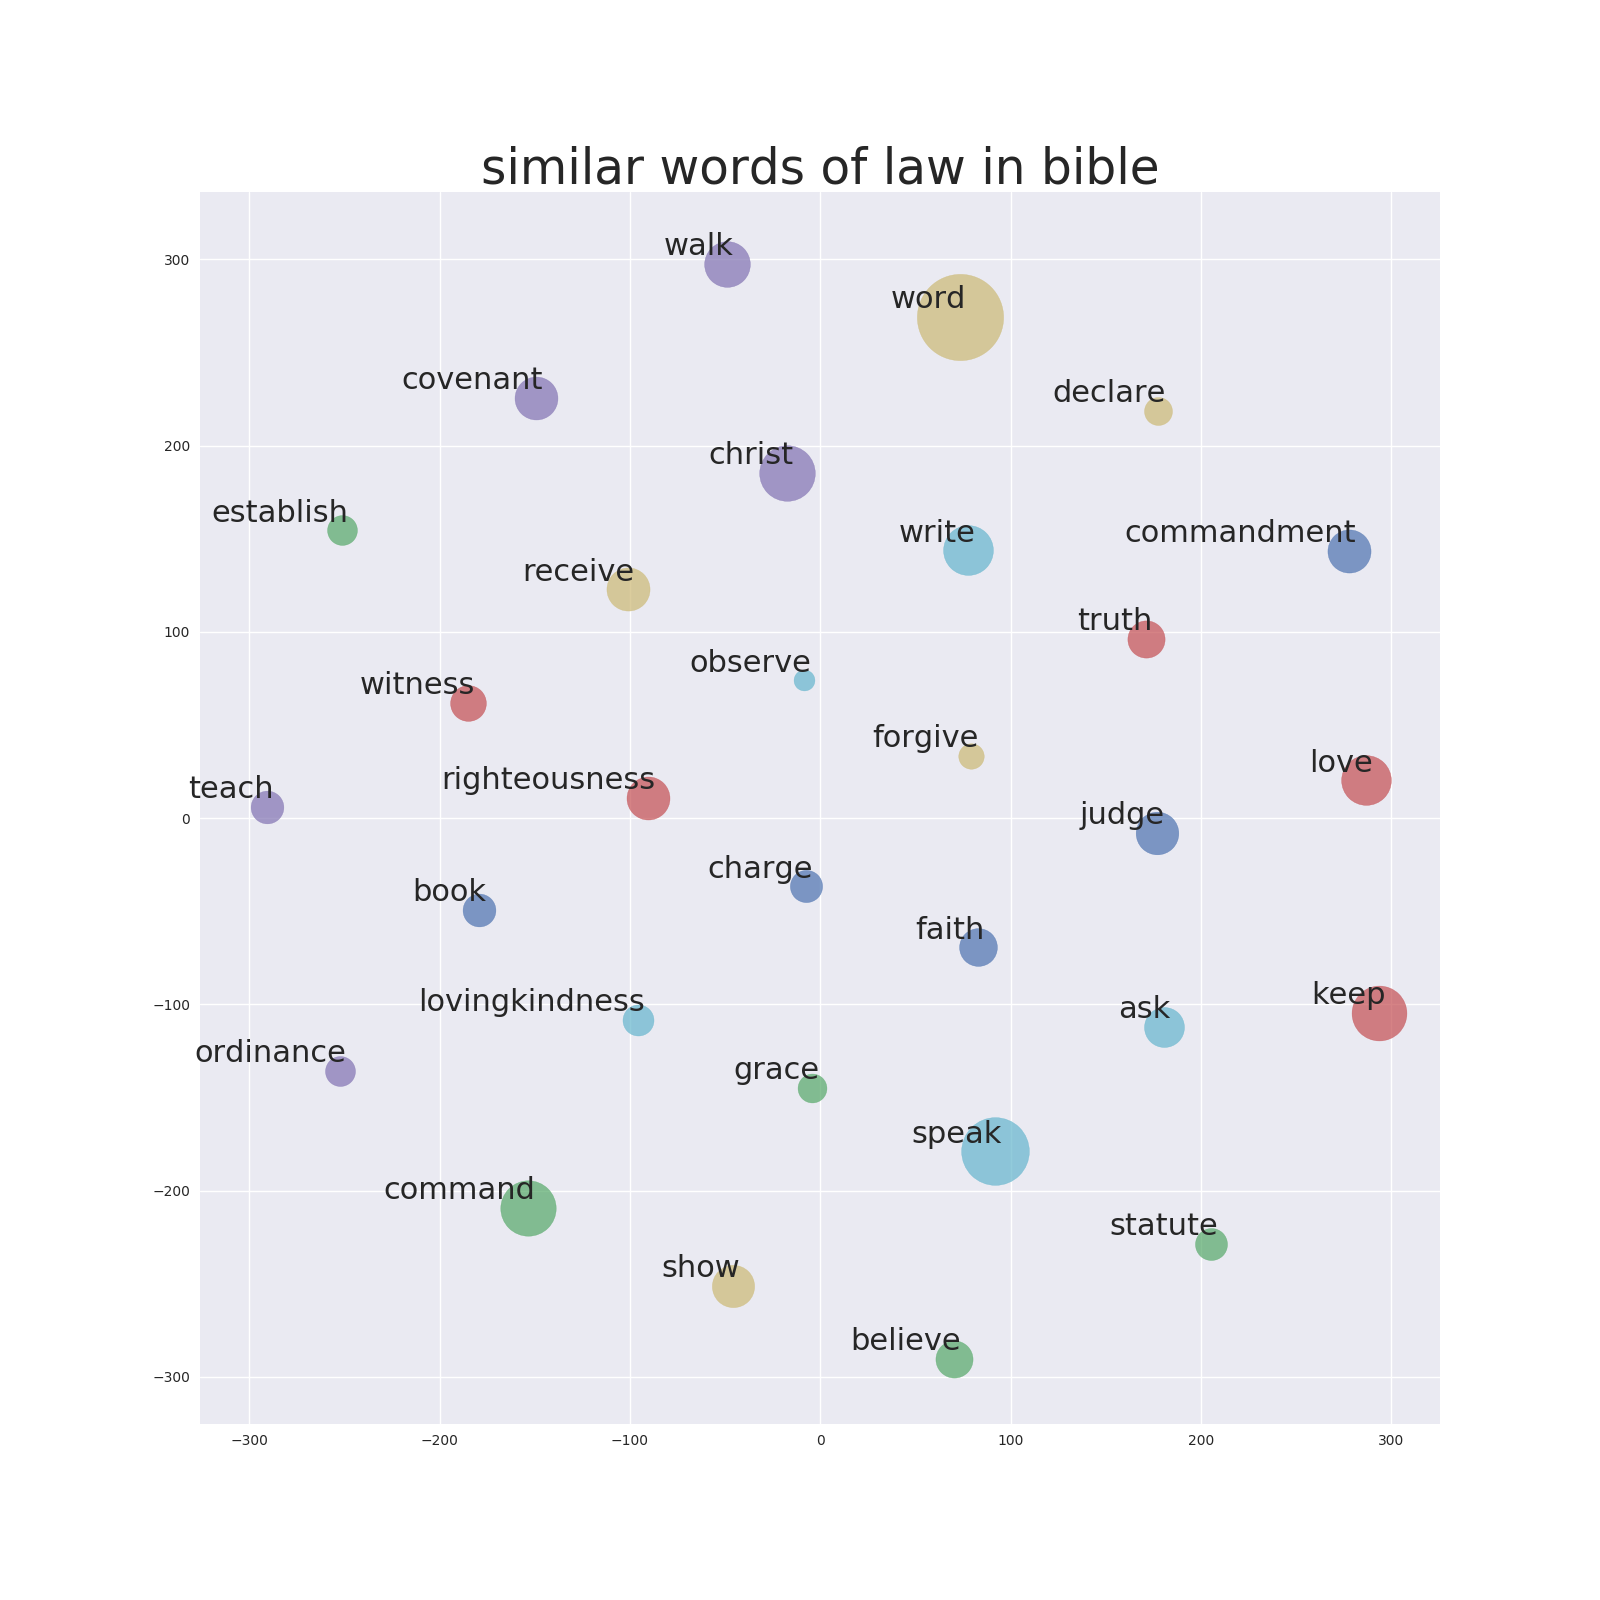 similar words of law in bible
walk
word
covenant
declare
christ
establish
write
commandment
receive
truth
observe
witness
forgive
love
righteousness
teach
judge
charge
book
faith
lovingkindness
keep
ask
ordinance
grace
speak
command
statute
show
believe
300
200
100
0
−100
−200
−300
−300
−200
−100
0
100
200
300